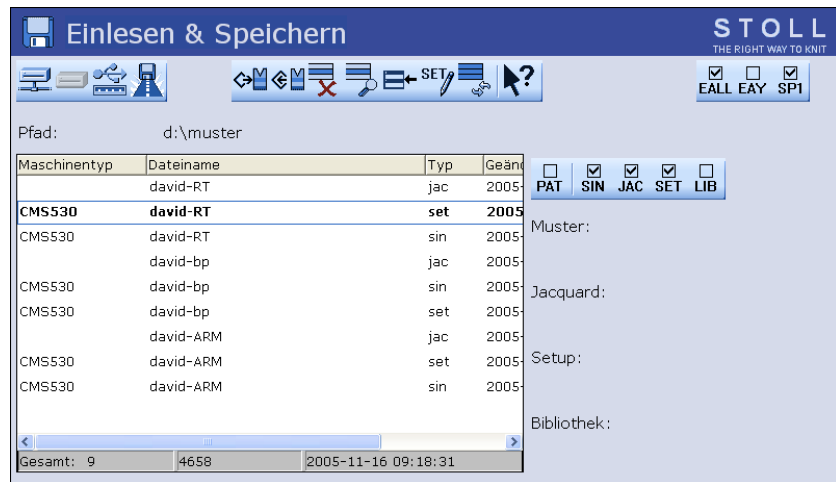 Einlesen & Speichern
STOLL
THE RIGHT WAY TO KNIT
SET
?
EALL EAY SP1
Pfad: d:\muster
Maschinentyp Dateiname Typ Geänd
david-RT jac 2005-
CMS530 david-RT set 2005
CMS530 david-RT sin 2005-
david-bp jac 2005-
CMS530 david-bp sin 2005-
CMS530 david-bp set 2005-
david-ARM jac 2005-
CMS530 david-ARM set 2005-
CMS530 david-ARM sin 2005-
Gesamt: 9 4658 2005-11-16 09:18:31
PAT SIN JAC SET LIB
Muster:
Jacquard:
Setup:
Bibliothek: